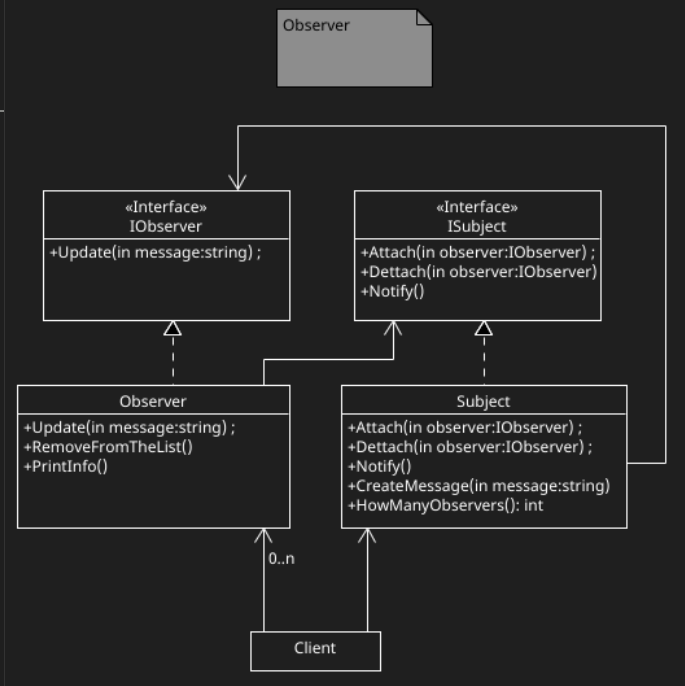 Observer
«Interface»
IObserver
+Update(in message:string) ;
«Interface»
ISubject
+Attach(in observer:IObserver) ;
+Dettach(in observer:IObserver)
+Notify()
Observer
+Update(in message:string) ;
+RemoveFromTheList()
+PrintInfo()
Subject
+Attach(in observer:IObserver) ;
+Dettach(in observer:IObserver) ;
+Notify()
+CreateMessage(in message:string)
+HowManyObservers(): int
0..n
Client